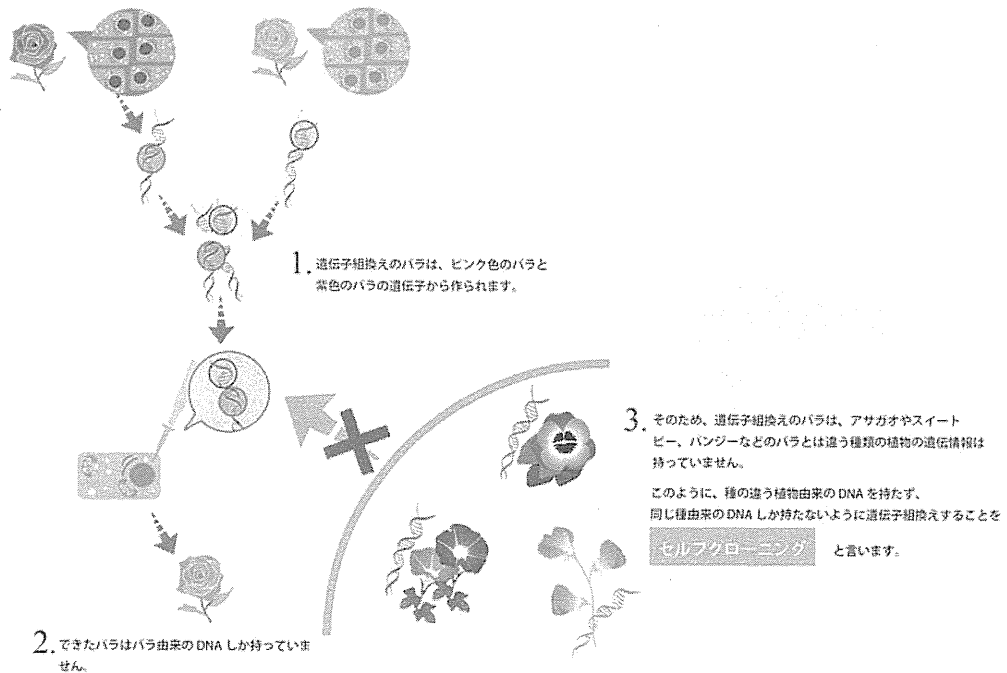 1. 遺伝子組換えのバラは、ピンク色のバラと
紫色のバラの遺伝子から作られます。
2. できたバラはバラ由来の DNA しか持っていま
せん。
3. そのため、遺伝子組換えのバラは、アサガオやスイート
ピー、パンジーなどのバラとは違う種類の植物の遺伝情報は
持っていません。
このように、種の違う植物由来の DNA を持たず、
同じ種由来の DNA しか持たないように遺伝子組換えすることを
セルフクローニング と言います。